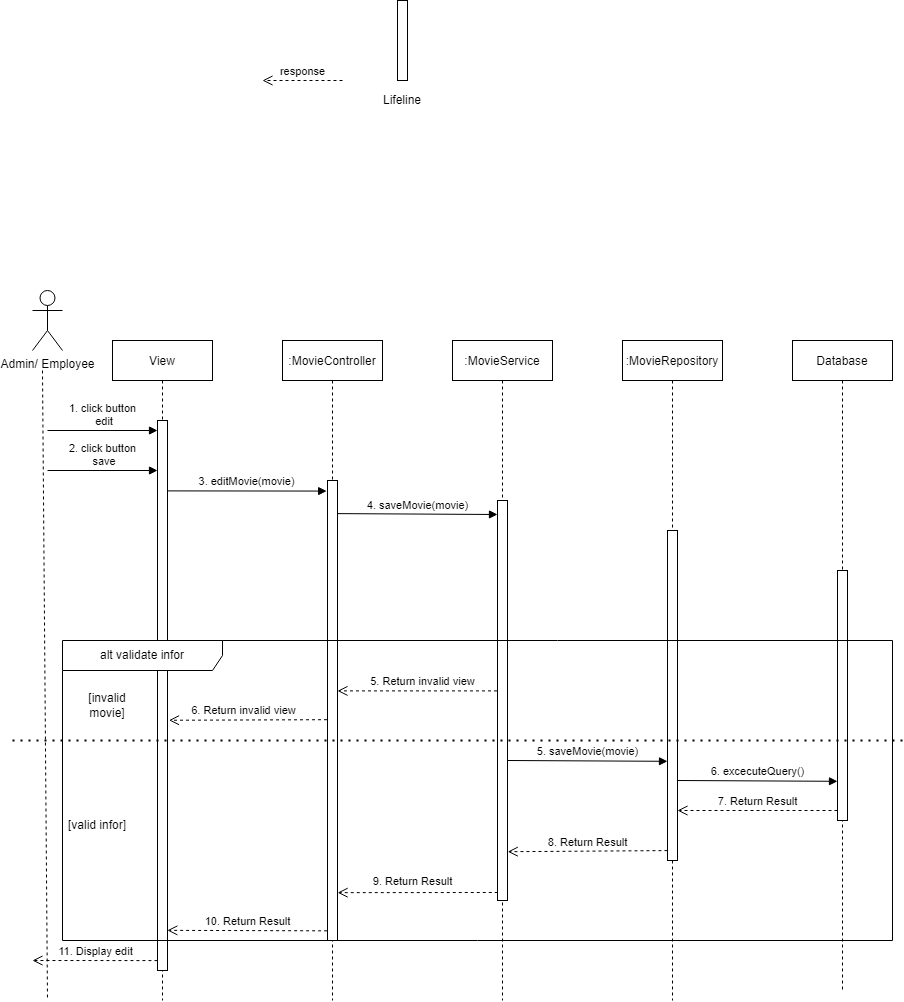 response
Lifeline
Admin/ Employee
View
:MovieController
:MovieService
:MovieRepository
Database
1. click button
edit
2. click button
save
3. editMovie(movie)
4. saveMovie(movie)
alt validate infor
[invalid
movie]
5. Return invalid view
6. Return invalid view
5. saveMovie(movie)
6. excecuteQuery()
7. Return Result
[valid infor]
8. Return Result
9. Return Result
10. Return Result
11. Display edit